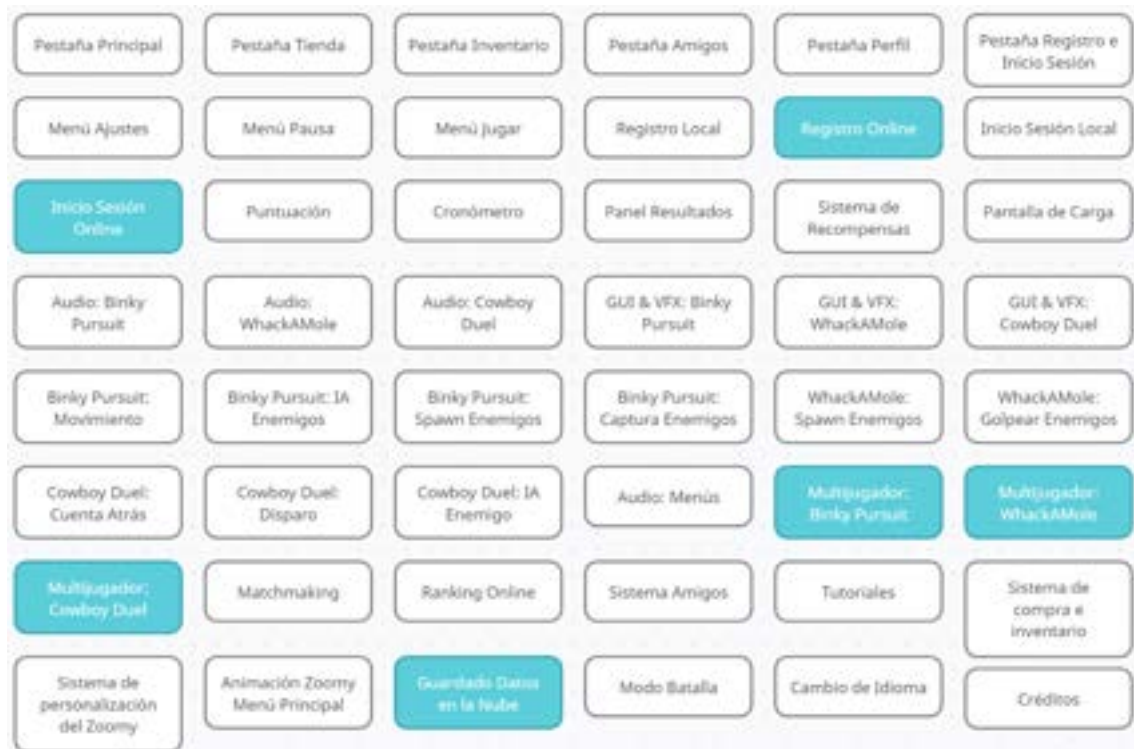 Pestaña Principal
Pestaña Tienda
Pestaña Inventario
Pestaña Amigos
Pestaña Perfil
Pestaña Registro e
Inicio Sesión
Menú Ajustes
Menú Pausa
Menú Jugar
Registro Local
Registro Online
Inicio Sesión Local
Inicio Sesión
Online
Puntuación
Cronómetro
Panel Resultados
Sistema de
Recompensas
Pantalla de Carga
Audio: Binky
Pursuit
Audio:
WhackAMole
Audio: Cowboy
Duel
GUI & VFX: Binky
Pursuit
GUI & VFX:
WhackAMole
GUI & VFX:
Cowboy Duel
Binky Pursuit:
Movimiento
Binky Pursuit: IA
Enemigos
Binky Pursuit:
Spawn Enemigos
Binky Pursuit:
Captura Enemigos
WhackAMole:
Spawn Enemigos
WhackAMole:
Golpear Enemigos
Cowboy Duel:
Cuenta Atrás
Cowboy Duel:
Disparo
Cowboy Duel: IA
Enemigo
Audio: Menús
Multijugador:
Binky Pursuit
Multijugador:
WhackAMole
Multijugador:
Cowboy Duel
Matchmaking
Ranking Online
Sistema Amigos
Tutoriales
Sistema de
compra e
inventario
Sistema de
personalización
del Zoomy
Animación Zoomy
Menú Principal
Guardado Datos
en la Nube
Modo Batalla
Cambio de Idioma
Créditos